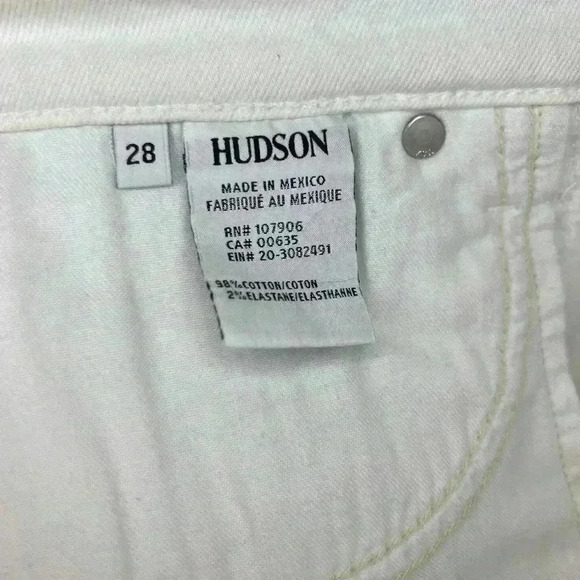 28
HUDSON
MADE IN MEXICO
FABRIQUÉ AU MEXIQUE
RN# 107906
CA# 00635
EIN# 20-3082491
98%COTTON/COTON
2%ELASTANE/ELASTHANNE